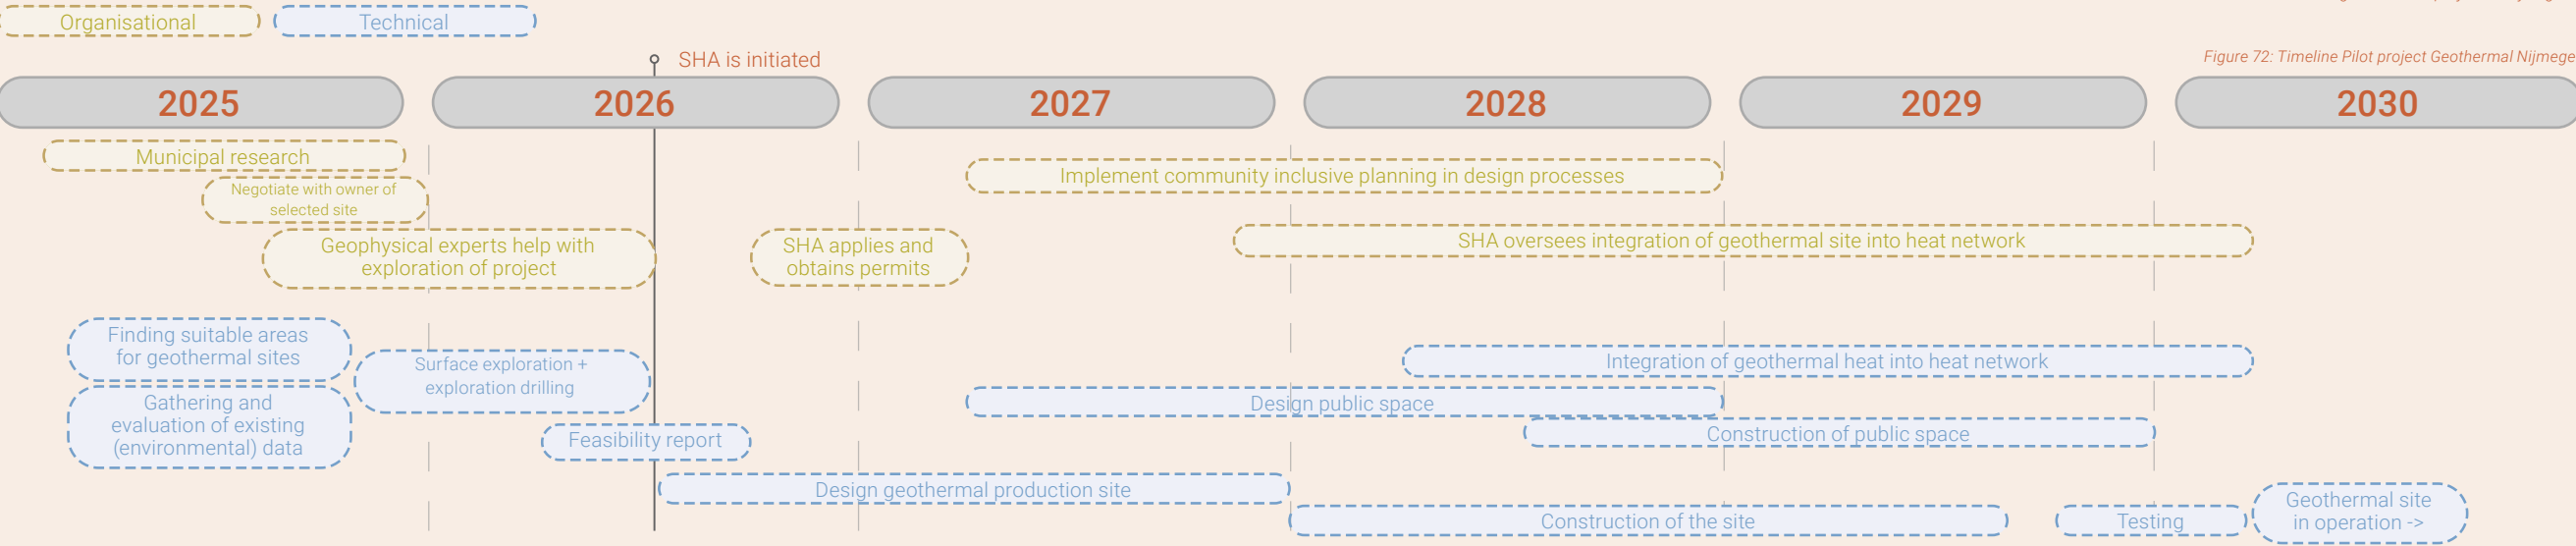 Organisational
Technical
SHA is initiated
Figure 72: Timeline Pilot project Geothermal Nijmege
2025
2026
2027
2028
2029
2030
Municipal research
Negotiate with owner of
selected site
Geophysical experts help with
exploration of project
SHA applies and
obtains permits
Implement community inclusive planning in design processes
SHA oversees integration of geothermal site into heat network
Finding suitable areas
for geothermal sites
Gathering and
evaluation of existing
(environmental) data
Surface exploration +
exploration drilling
Feasibility report
Design geothermal production site
Integration of geothermal heat into heat network
Design public space
Construction of public space
Construction of the site
Testing
Geothermal site
in operation ->